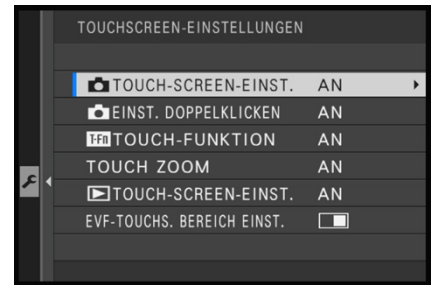 TOUCHSCREEN-EINSTELLUNGEN
TOUCH-SCREEN-EINST. AN
EINST. DOPPELKLICKEN AN
T-Fn TOUCH-FUNKTION AN
TOUCH ZOOM AN
TOUCH-SCREEN-EINST. AN
EVF-TOUCHS. BEREICH EINST.